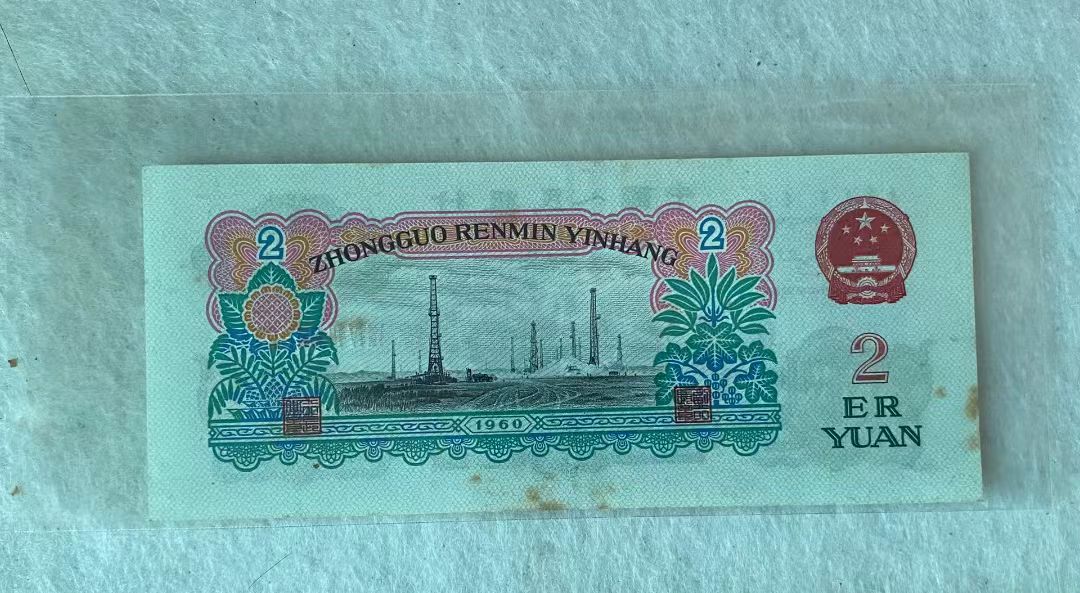 2
2
ZHONGGUO RENMIN YINHANG
1960
2
ER
YUAN